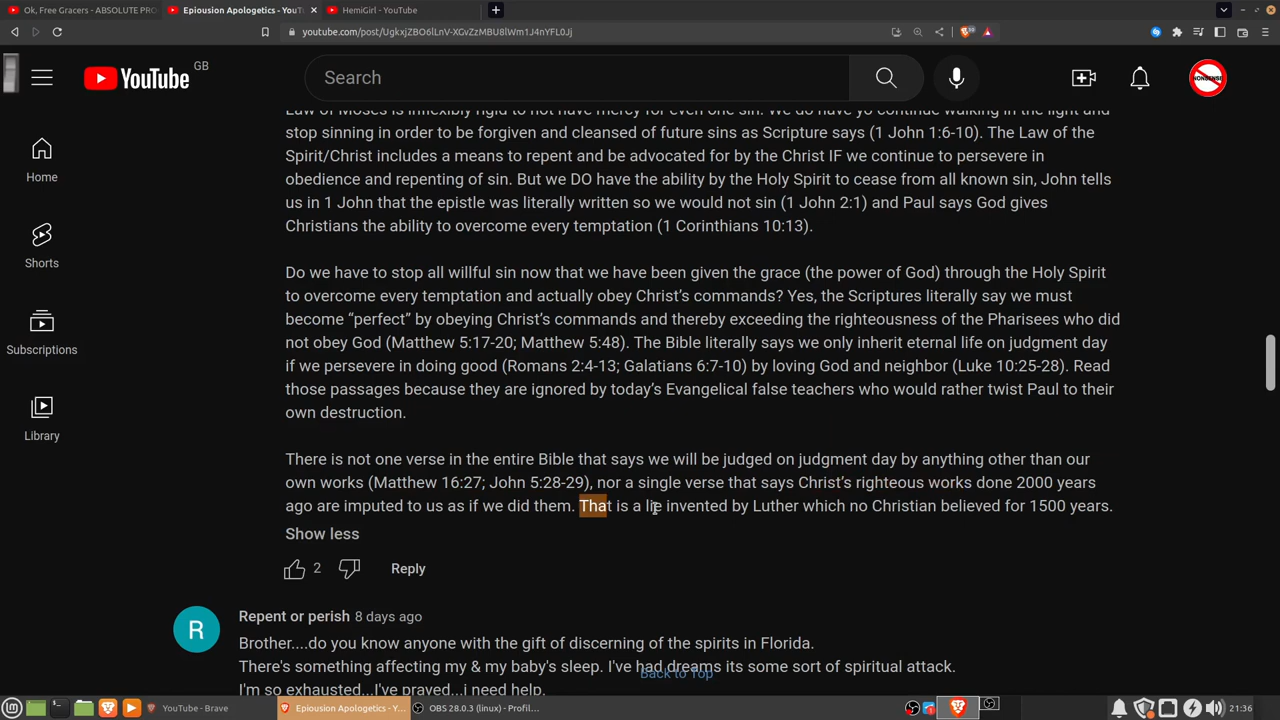 Ok, Free Gracers - ABSOLUTE PRO
Epiousion Apologetics - YouT
HemiGirl - YouTube
youtube.com/post/UgkxjZBO6lLnV-XGvZzMBU8lWm1J4nYFL0Jj
YouTube GB
Search
NONSENSE
Home
Shorts
Subscriptions
Library
Law of Moses is inflexibly rigid to not have mercy for even one sin. We do have yo continue walking in the light and
stop sinning in order to be forgiven and cleansed of future sins as Scripture says (1 John 1:6-10). The Law of the
Spirit/Christ includes a means to repent and be advocated for by the Christ IF we continue to persevere in
obedience and repenting of sin. But we DO have the ability by the Holy Spirit to cease from all known sin, John tells
us in 1 John that the epistle was literally written so we would not sin (1 John 2:1) and Paul says God gives
Christians the ability to overcome every temptation (1 Corinthians 10:13).
Do we have to stop all willful sin now that we have been given the grace (the power of God) through the Holy Spirit
to overcome every temptation and actually obey Christ's commands? Yes, the Scriptures literally say we must
become “perfect” by obeying Christ's commands and thereby exceeding the righteousness of the Pharisees who did
not obey God (Matthew 5:17-20; Matthew 5:48). The Bible literally says we only inherit eternal life on judgment day
if we persevere in doing good (Romans 2:4-13; Galatians 6:7-10) by loving God and neighbor (Luke 10:25-28). Read
those passages because they are ignored by today's Evangelical false teachers who would rather twist Paul to their
own destruction.
There is not one verse in the entire Bible that says we will be judged on judgment day by anything other than our
own works (Matthew 16:27; John 5:28-29), nor a single verse that says Christ's righteous works done 2000 years
ago are imputed to us as if we did them. That is a lie invented by Luther which no Christian believed for 1500 years.
Show less
2 Reply
R
Repent or perish 8 days ago
Brother....do you know anyone with the gift of discerning of the spirits in Florida.
There's something affecting my & my baby's sleep. I've had dreams its some sort of spiritual attack.
Back to Top
I'm so exhausted...I've prayed...i need help.
YouTube - Brave
Epiousion Apologetics - Y...
OBS 28.0.3 (linux) - Profil...
21:36